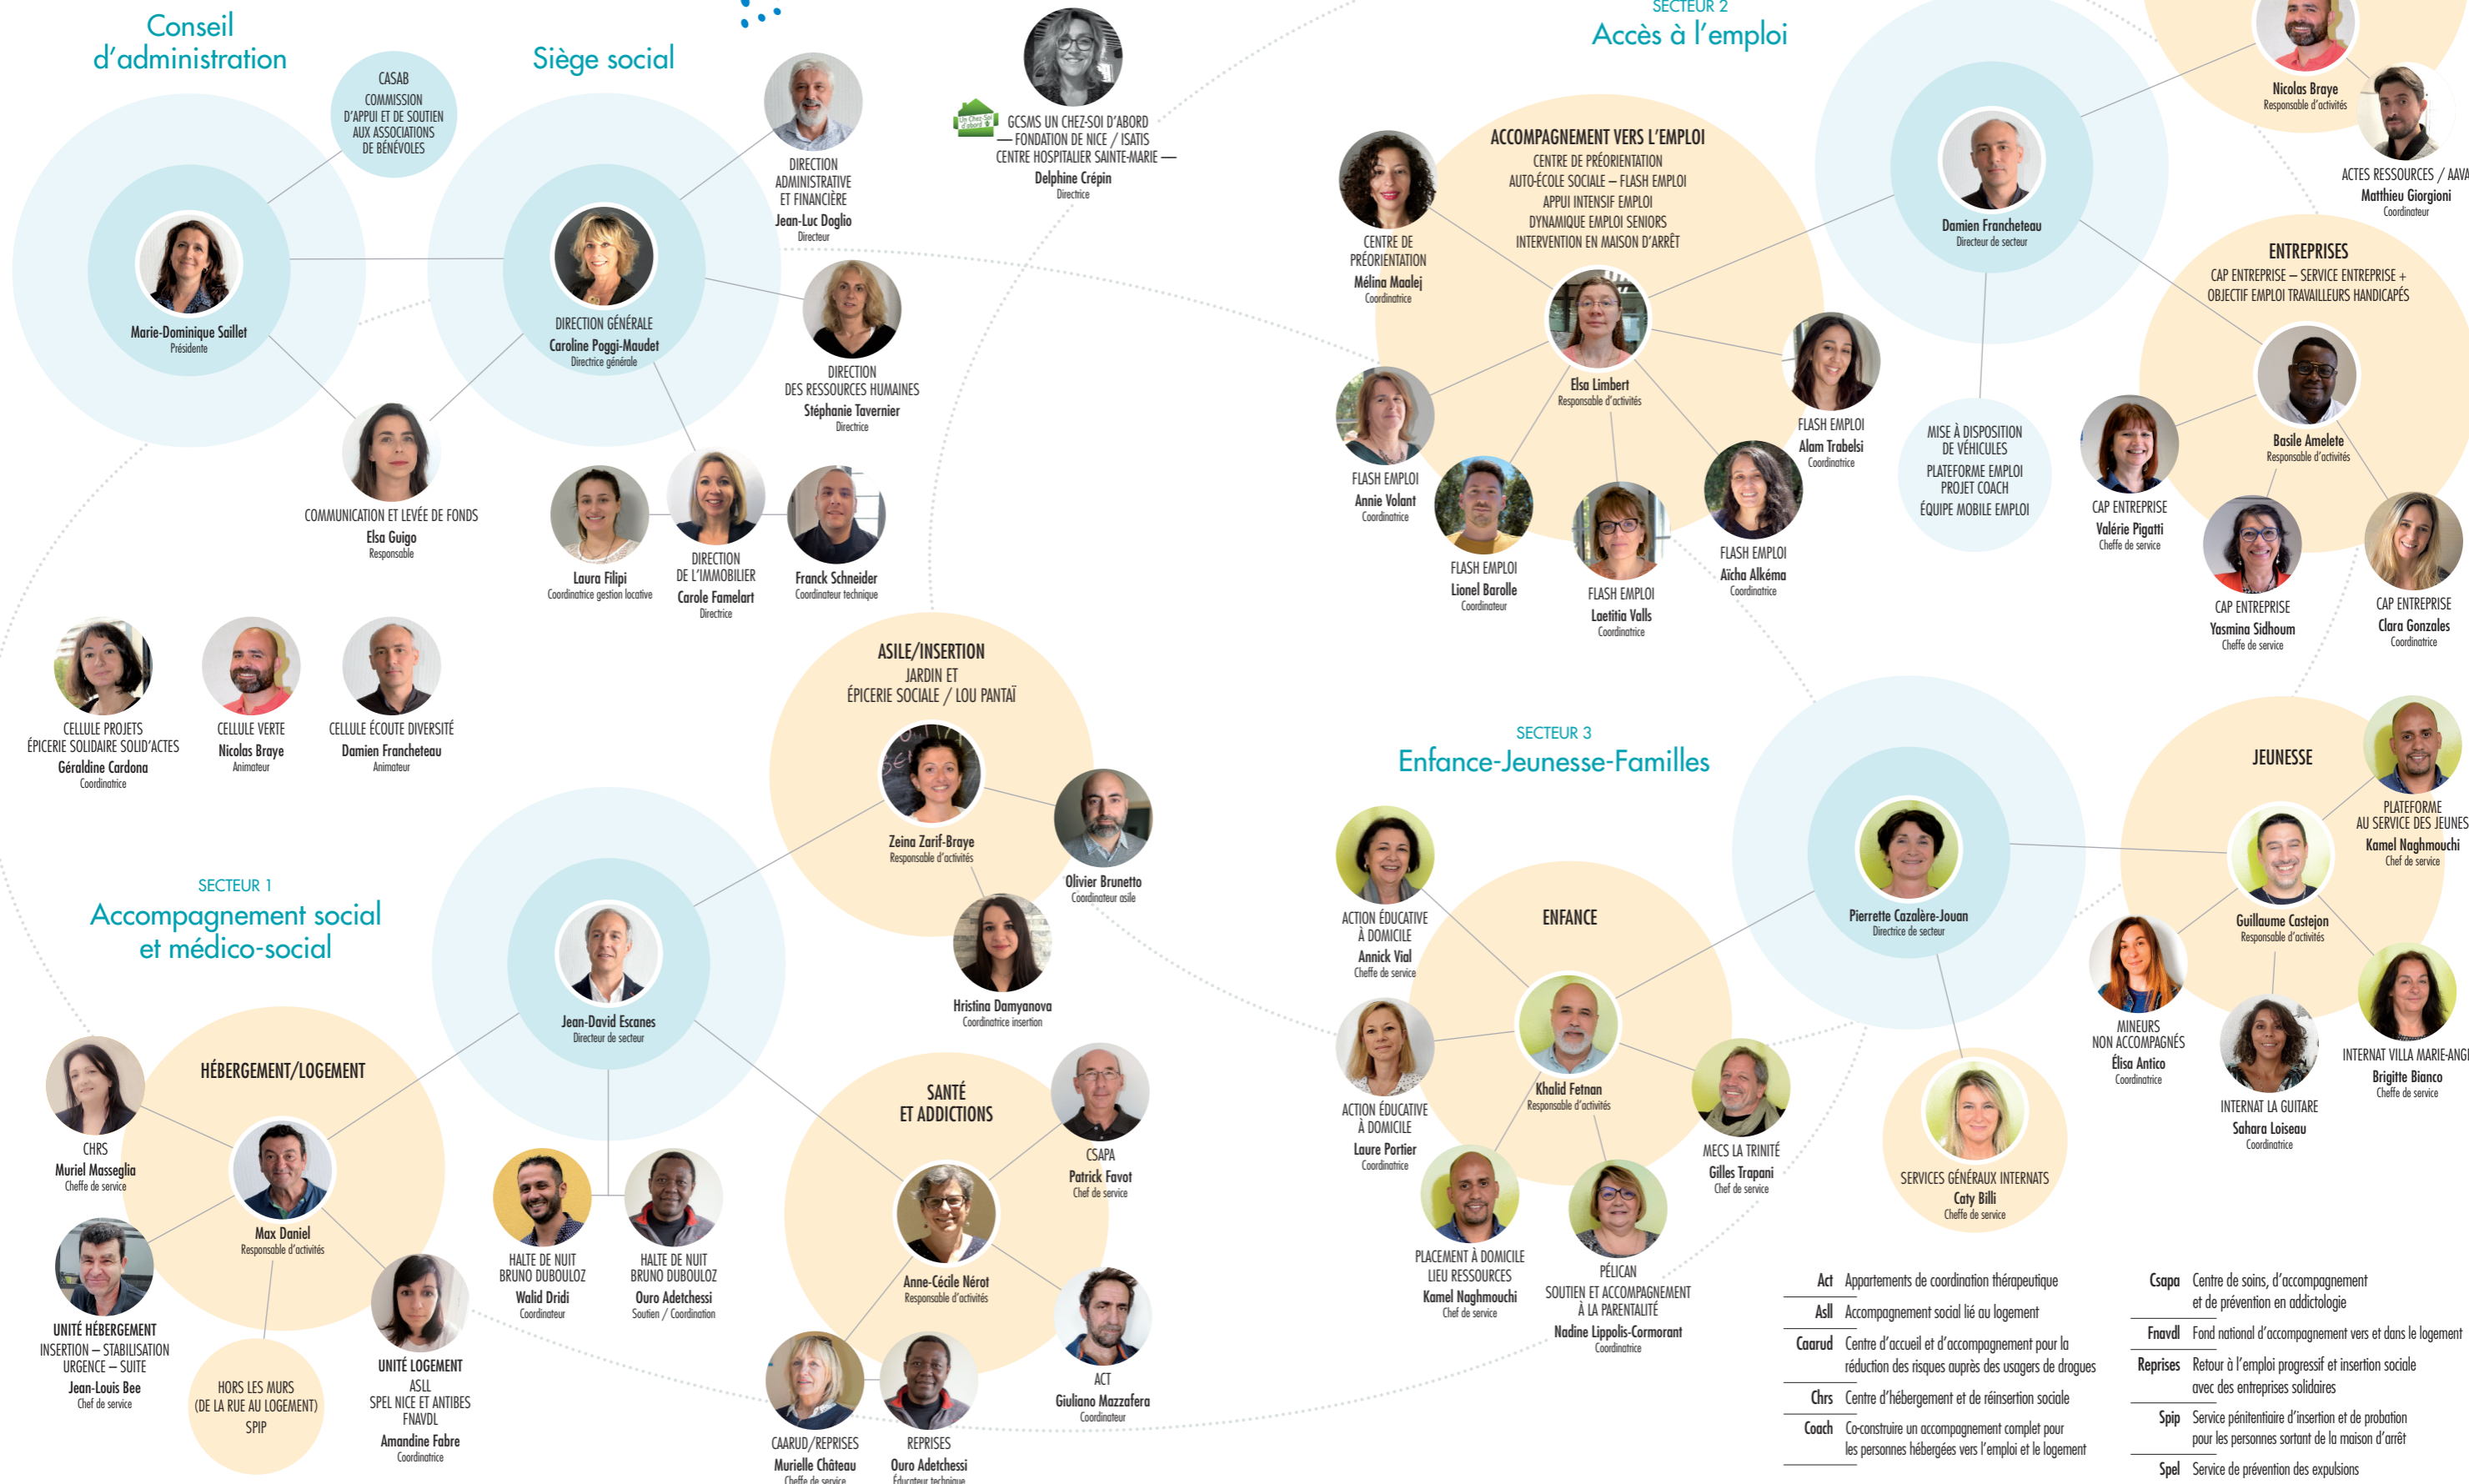 Conseil
d'administration
CASAB
COMMISSION
D'APPUI ET DE SOUTIEN
AUX ASSOCIATIONS
DE BÉNÉVOLES
Marie-Dominique Saillet
Présidente
Siège social
DIRECTION GÉNÉRALE
Caroline Poggi-Maudet
Directrice générale
DIRECTION
ADMINISTRATIVE
ET FINANCIÈRE
Jean-Luc Doglio
Directeur
DIRECTION
DES RESSOURCES HUMAINES
Stéphanie Tavernier
Directrice
COMMUNICATION ET LEVÉE DE FONDS
Elsa Guigo
Responsable
Laura Filipi
Coordinatrice gestion locative
DIRECTION
DE L'IMMOBILIER
Carole Famelart
Directrice
Franck Schneider
Coordinateur technique
Un Chez-Soi
d'abord
GCSMS UN CHEZ-SOI D'ABORD
— FONDATION DE NICE / ISATIS
CENTRE HOSPITALIER SAINTE-MARIE —
Delphine Crépin
Directrice
CELLULE PROJETS
ÉPICERIE SOLIDAIRE SOLID'ACTES
Géraldine Cardona
Coordinatrice
CELLULE VERTE
Nicolas Braye
Animateur
CELLULE ÉCOUTE DIVERSITÉ
Damien Francheteau
Animateur
SECTEUR 1
Accompagnement social
et médico-social
Jean-David Escanes
Directeur de secteur
ASILE/INSERTION
JARDIN ET
ÉPICERIE SOCIALE / LOU PANTAÏ
Zeina Zarif-Braye
Responsable d'activités
Olivier Brunetto
Coordinateur asile
Hristina Damyanova
Coordinatrice insertion
HÉBERGEMENT/LOGEMENT
Max Daniel
Responsable d'activités
CHRS
Muriel Masseglia
Cheffe de service
UNITÉ HÉBERGEMENT
INSERTION – STABILISATION
URGENCE – SUITE
Jean-Louis Bee
Chef de service
HORS LES MURS
(DE LA RUE AU LOGEMENT)
SPIP
UNITÉ LOGEMENT
ASLL
SPEL NICE ET ANTIBES
FNAVDL
Amandine Fabre
Coordinatrice
HALTE DE NUIT
BRUNO DUBOULOZ
Walid Dridi
Coordinateur
HALTE DE NUIT
BRUNO DUBOULOZ
Ouro Adetchessi
Soutien / Coordination
SANTÉ
ET ADDICTIONS
Anne-Cécile Nérot
Responsable d'activités
CSAPA
Patrick Favot
Chef de service
ACT
Giuliano Mazzafera
Coordinateur
CAARUD/REPRISES
Murielle Château
Cheffe de service
REPRISES
Ouro Adetchessi
Éducateur technique
SECTEUR 2
Accès à l'emploi
Damien Francheteau
Directeur de secteur
Nicolas Braye
Responsable d'activités
ACTES RESSOURCES / AAVA
Matthieu Giorgioni
Coordinateur
ACCOMPAGNEMENT VERS L'EMPLOI
CENTRE DE PRÉORIENTATION
AUTO-ÉCOLE SOCIALE – FLASH EMPLOI
APPUI INTENSIF EMPLOI
DYNAMIQUE EMPLOI SENIORS
INTERVENTION EN MAISON D'ARRÊT
Elsa Limbert
Responsable d'activités
CENTRE DE
PRÉORIENTATION
Mélina Maalej
Coordinatrice
FLASH EMPLOI
Annie Volant
Coordinatrice
FLASH EMPLOI
Lionel Barolle
Coordinateur
FLASH EMPLOI
Laetitia Valls
Coordinatrice
FLASH EMPLOI
Aïcha Alkéma
Coordinatrice
FLASH EMPLOI
Alam Trabelsi
Coordinatrice
MISE À DISPOSITION
DE VÉHICULES
PLATEFORME EMPLOI
PROJET COACH
ÉQUIPE MOBILE EMPLOI
ENTREPRISES
CAP ENTREPRISE – SERVICE ENTREPRISE +
OBJECTIF EMPLOI TRAVAILLEURS HANDICAPÉS
Basile Amelete
Responsable d'activités
CAP ENTREPRISE
Valérie Pigatti
Cheffe de service
CAP ENTREPRISE
Yasmina Sidhoum
Cheffe de service
CAP ENTREPRISE
Clara Gonzales
Coordinatrice
SECTEUR 3
Enfance-Jeunesse-Familles
Pierrette Cazalère-Jouan
Directrice de secteur
ENFANCE
Khalid Fetnan
Responsable d'activités
ACTION ÉDUCATIVE
À DOMICILE
Annick Vial
Cheffe de service
ACTION ÉDUCATIVE
À DOMICILE
Laure Portier
Coordinatrice
PLACEMENT À DOMICILE
LIEU RESSOURCES
Kamel Naghmouchi
Chef de service
PÉLICAN
SOUTIEN ET ACCOMPAGNEMENT
À LA PARENTALITÉ
Nadine Lippolis-Cormorant
Coordinatrice
MECS LA TRINITÉ
Gilles Trapani
Chef de service
SERVICES GÉNÉRAUX INTERNATS
Caty Billi
Cheffe de service
JEUNESSE
Guillaume Castejon
Responsable d'activités
PLATEFORME
AU SERVICE DES JEUNES
Kamel Naghmouchi
Chef de service
MINEURS
NON ACCOMPAGNÉS
Élisa Antico
Coordinatrice
INTERNAT LA GUITARE
Sahara Loiseau
Coordinatrice
INTERNAT VILLA MARIE-ANGE
Brigitte Bianco
Cheffe de service
Act Appartements de coordination thérapeutique
Asll Accompagnement social lié au logement
Caarud Centre d'accueil et d'accompagnement pour la
réduction des risques auprès des usagers de drogues
Chrs Centre d'hébergement et de réinsertion sociale
Coach Co-construire un accompagnement complet pour
les personnes hébergées vers l'emploi et le logement
Csapa Centre de soins, d'accompagnement
et de prévention en addictologie
Fnavdl Fond national d'accompagnement vers et dans le logement
Reprises Retour à l'emploi progressif et insertion sociale
avec des entreprises solidaires
Spip Service pénitentiaire d'insertion et de probation
pour les personnes sortant de la maison d'arrêt
Spel Service de prévention des expulsions